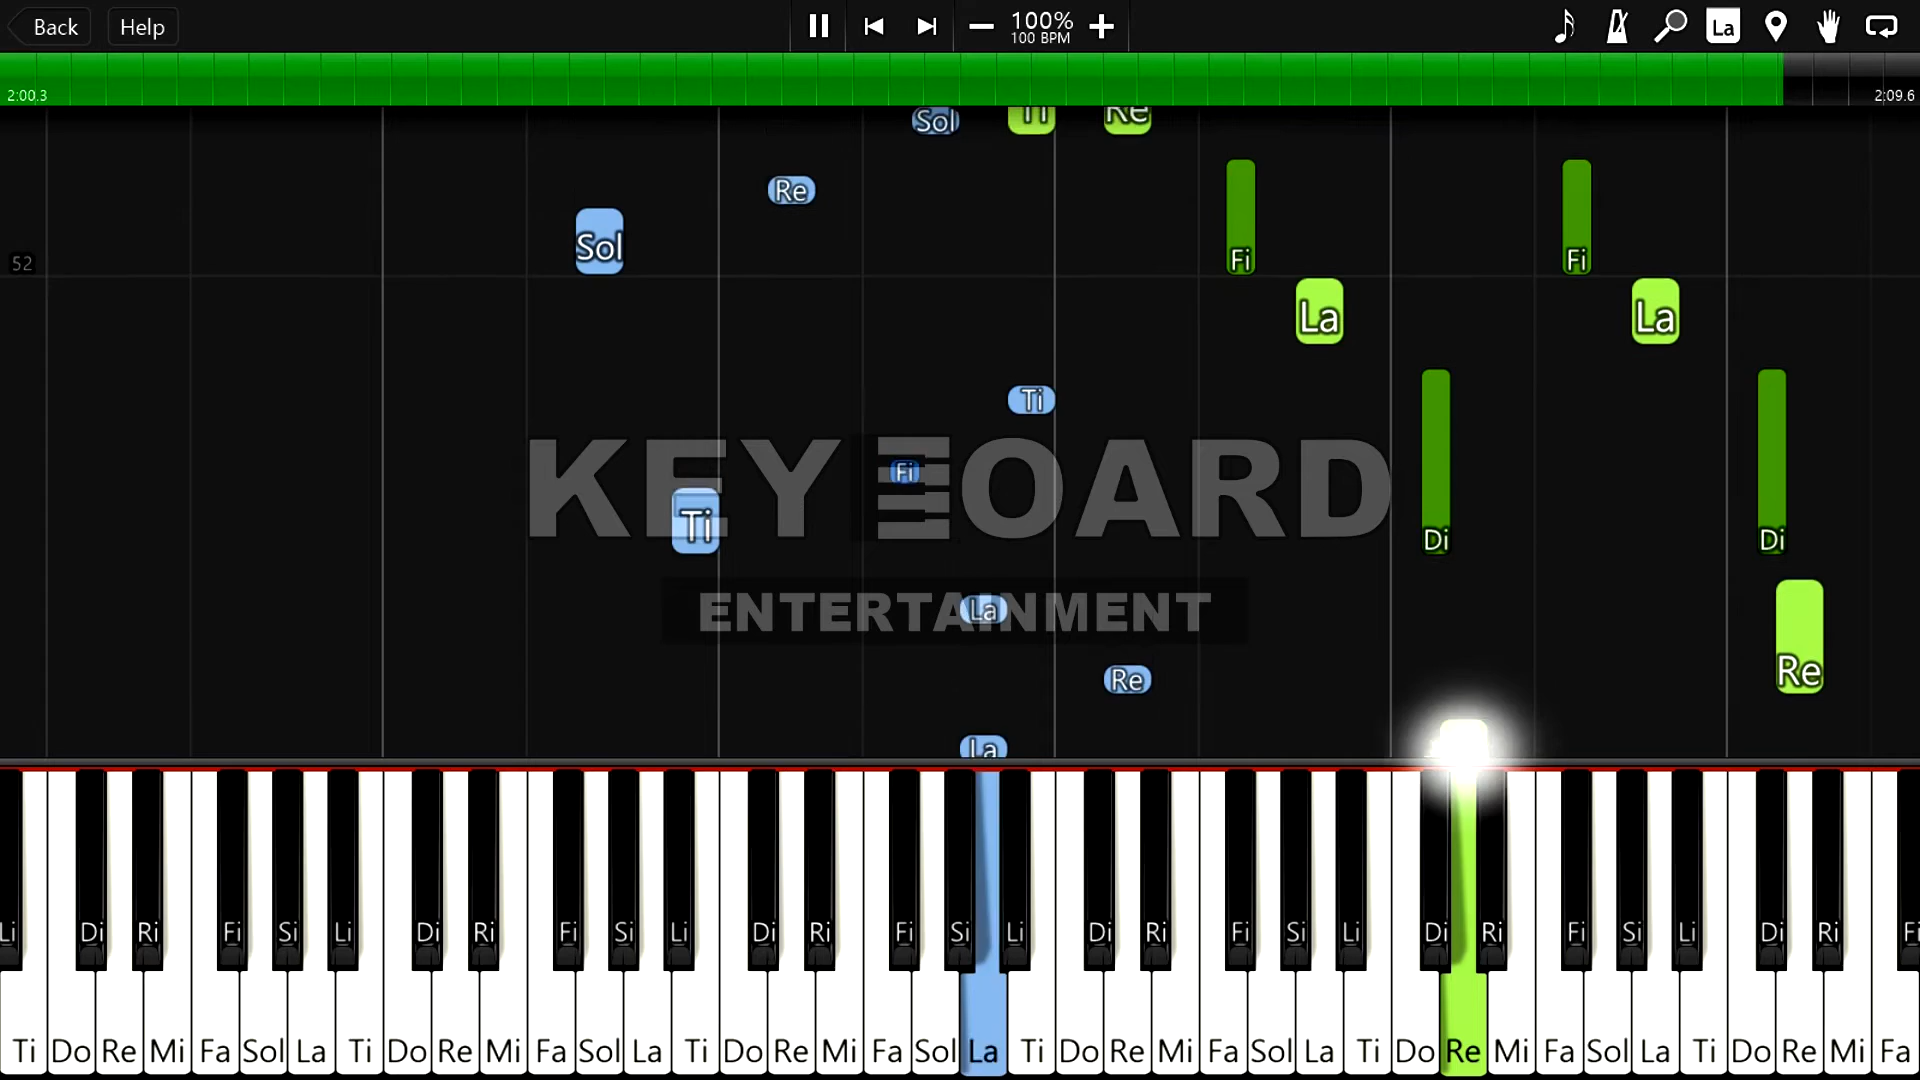 Back Help 100% La
100 BPM
2:00.3 2:09.6
Sol Ti Re
Re
Sol Fi Fi
52
La La
Ti
KEYBOARD
Fi
Ti Di Di
La
ENTERTAINMENT
Re Re
La
Li Di Ri Fi Si Li Di Ri Fi Si Li Di Ri Fi Si Li Di Ri Fi Si Li Di Ri Fi Si Li Di Ri Fi
Ti Do Re Mi Fa Sol La Ti Do Re Mi Fa Sol La Ti Do Re Mi Fa Sol La Ti Do Re Mi Fa Sol La Ti Do Re Mi Fa Sol La Ti Do Re Mi Fa